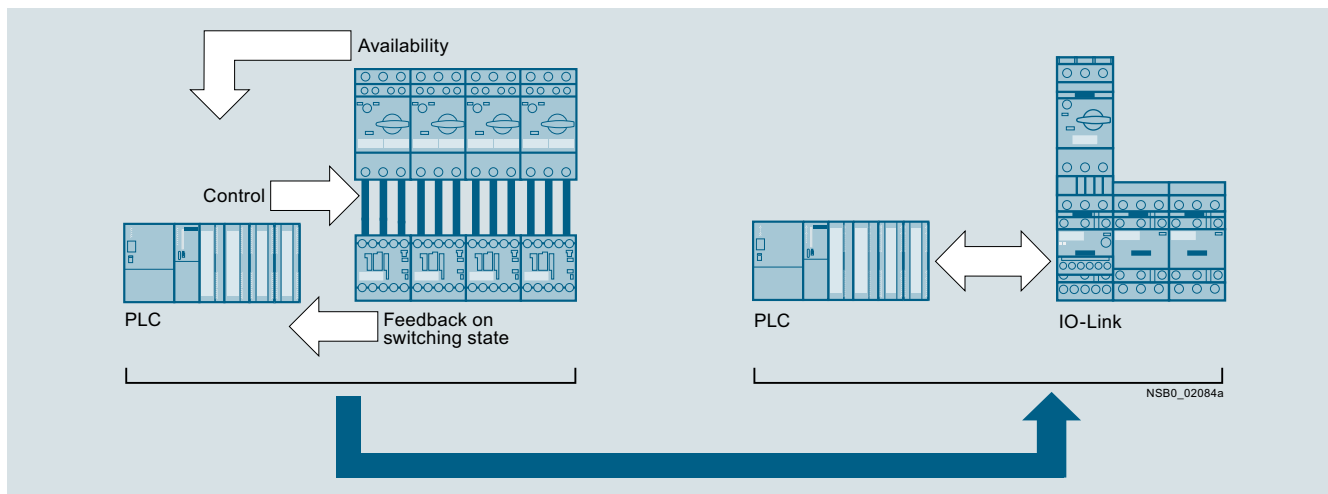 Availability
Control
PLC
Feedback on
switching state
PLC
IO-Link
NSB0_02084a